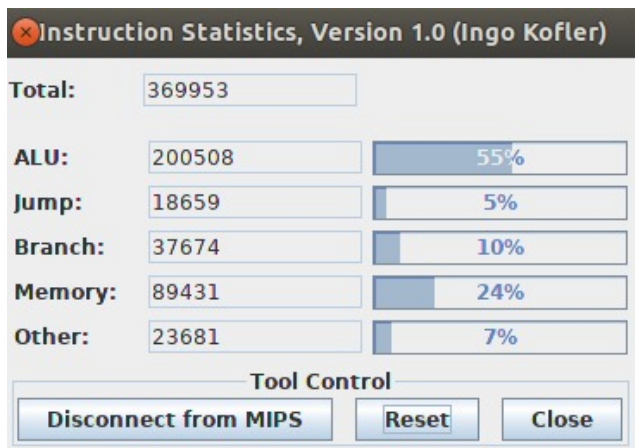 Instruction Statistics, Version 1.0 (Ingo Kofler)
Total: 369953
ALU: 200508 55%
Jump: 18659 5%
Branch: 37674 10%
Memory: 89431 24%
Other: 23681 7%
Tool Control
Disconnect from MIPS Reset Close